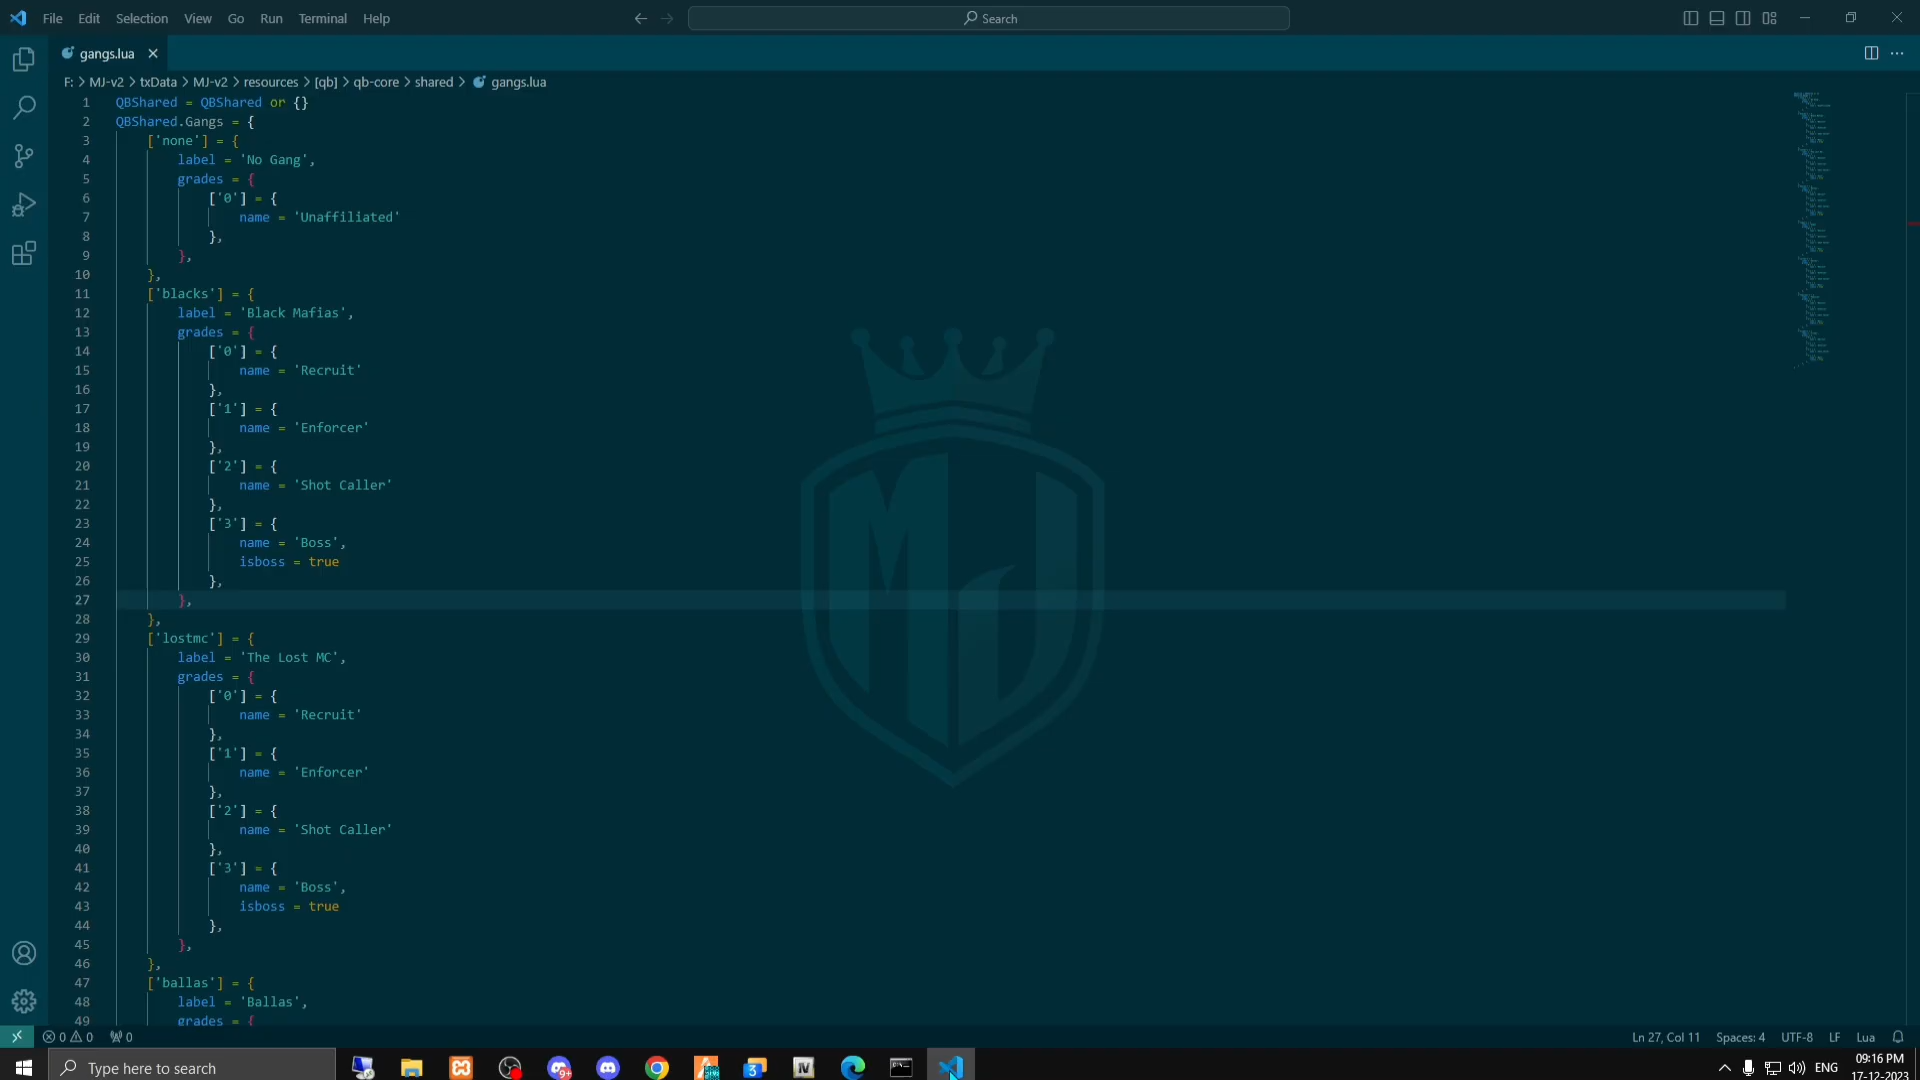 File Edit Selection View Go Run Terminal Help
Search
gangs.lua
F: > MJ-v2 > txData > MJ-v2 > resources > [qb] > qb-core > shared > gangs.lua
1 QBShared = QBShared or {}
2 QBShared.Gangs = {
3 ['none'] = {
4 label = 'No Gang',
5 grades = {
6 ['0'] = {
7 name = 'Unaffiliated'
8 },
9 },
10 },
11 ['blacks'] = {
12 label = 'Black Mafias',
13 grades = {
14 ['0'] = {
15 name = 'Recruit'
16 },
17 ['1'] = {
18 name = 'Enforcer'
19 },
20 ['2'] = {
21 name = 'Shot Caller'
22 },
23 ['3'] = {
24 name = 'Boss',
25 isboss = true
26 },
27 },
28 },
29 ['lostmc'] = {
30 label = 'The Lost MC',
31 grades = {
32 ['0'] = {
33 name = 'Recruit'
34 },
35 ['1'] = {
36 name = 'Enforcer'
37 },
38 ['2'] = {
39 name = 'Shot Caller'
40 },
41 ['3'] = {
42 name = 'Boss',
43 isboss = true
44 },
45 },
46 },
47 ['ballas'] = {
48 label = 'Ballas',
49 grades = {
MJ
0 0 0
Ln 27, Col 11 Spaces: 4 UTF-8 LF Lua
Type here to search
9+
3
IV
ENG
09:16 PM
17-12-2023